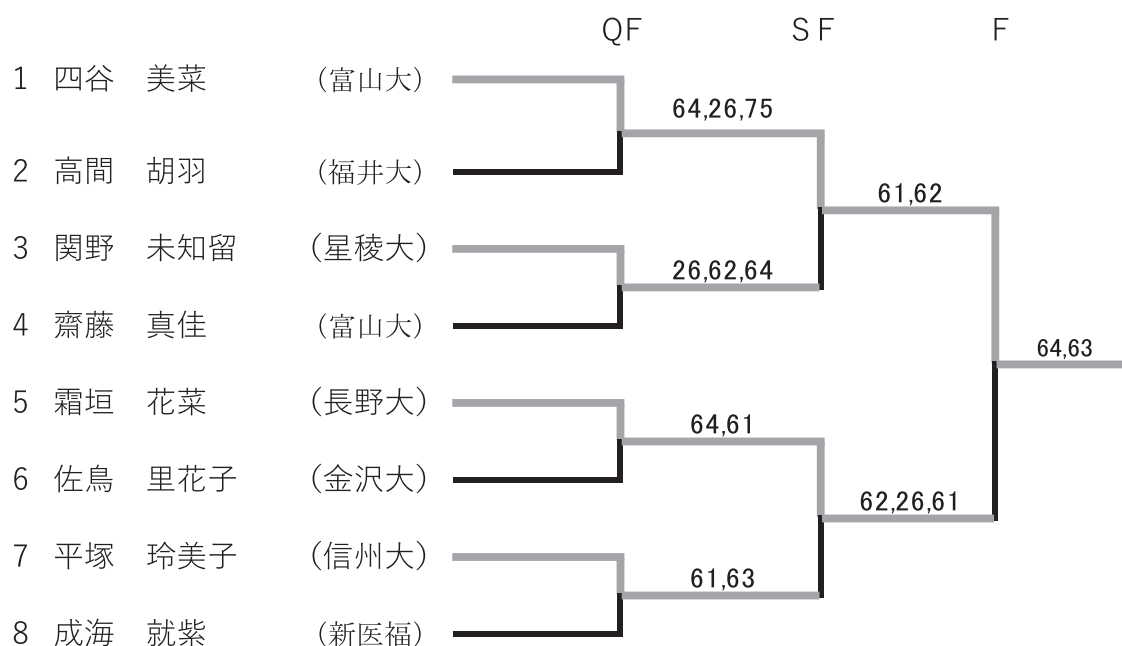 QF SF F
1 四谷 美菜 (富山大)
64,26,75
2 高間 胡羽 (福井大)
61,62
3 関野 未知留 (星稜大)
26,62,64
4 齋藤 真佳 (富山大)
64,63
5 霜垣 花菜 (長野大)
64,61
6 佐鳥 里花子 (金沢大)
62,26,61
7 平塚 玲美子 (信州大)
61,63
8 成海 就紫 (新医福)